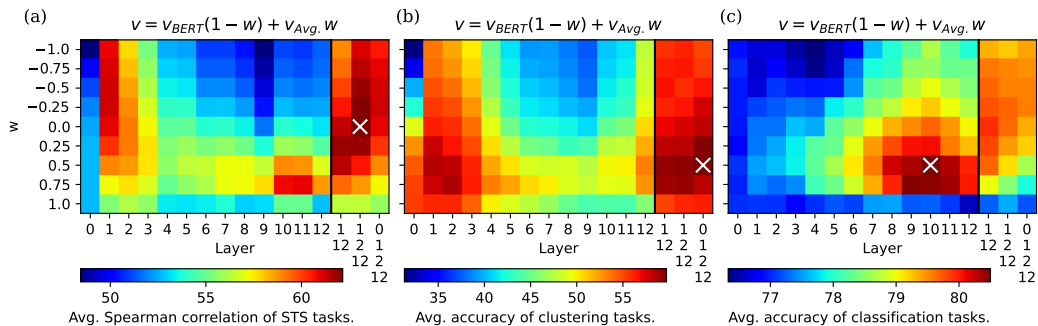 (a) v = v_BERT(1 − w) + v_Avg. w
w
−1.0
−0.75
−0.5
−0.25
0.0
0.25
0.5
0.75
1.0
0 1 2 3 4 5 6 7 8 9 10 11 12 1 1 0
12 2 1
12 2
12
Layer
50 55 60
Avg. Spearman correlation of STS tasks.
(b) v = v_BERT(1 − w) + v_Avg. w
0 1 2 3 4 5 6 7 8 9 10 11 12 1 1 0
12 2 1
12 2
12
Layer
35 40 45 50 55
Avg. accuracy of clustering tasks.
(c) v = v_BERT(1 − w) + v_Avg. w
0 1 2 3 4 5 6 7 8 9 10 11 12 1 1 0
12 2 1
12 2
12
Layer
77 78 79 80
Avg. accuracy of classification tasks.